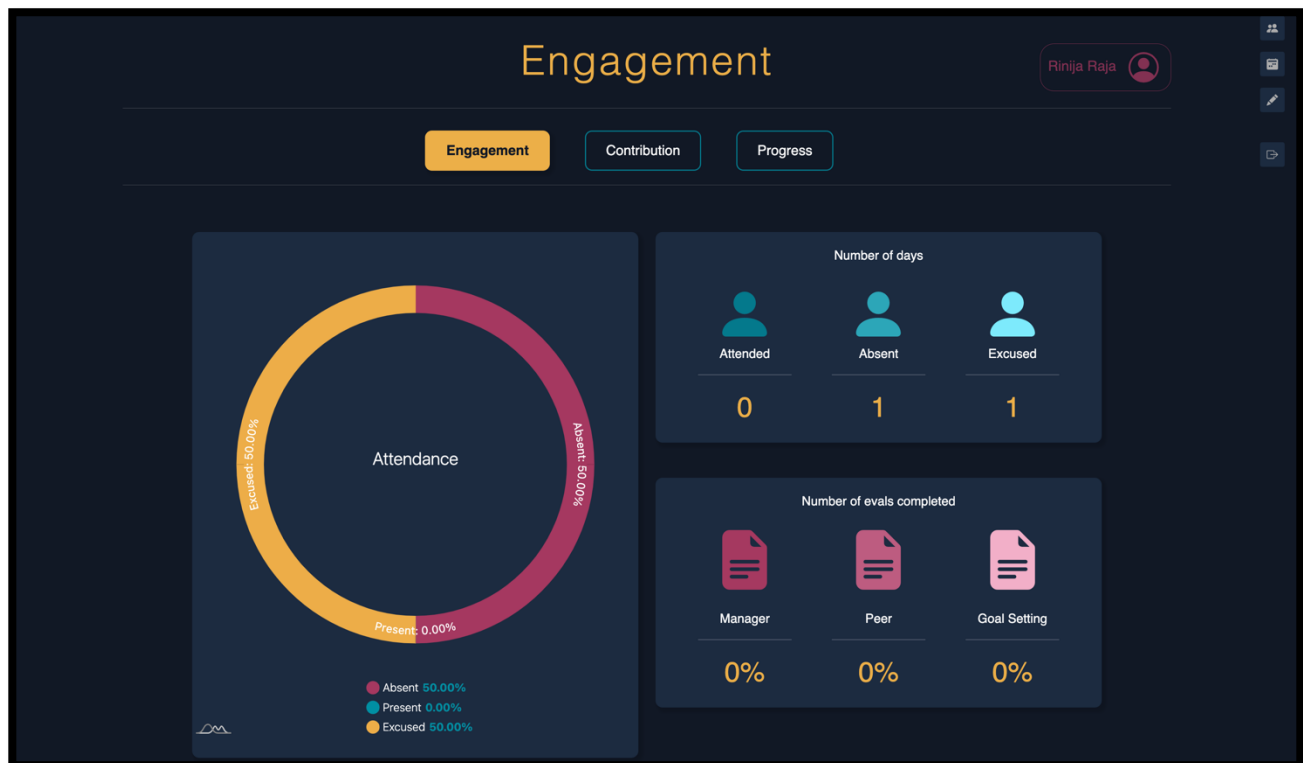 Engagement
Rinija Raja
Engagement
Contribution
Progress
Excused: 50.00%
Absent: 50.00%
Attendance
Present: 0.00%
Absent 50.00%
Present 0.00%
Excused 50.00%
Number of days
Attended
Absent
Excused
0
1
1
Number of evals completed
Manager
Peer
Goal Setting
0%
0%
0%